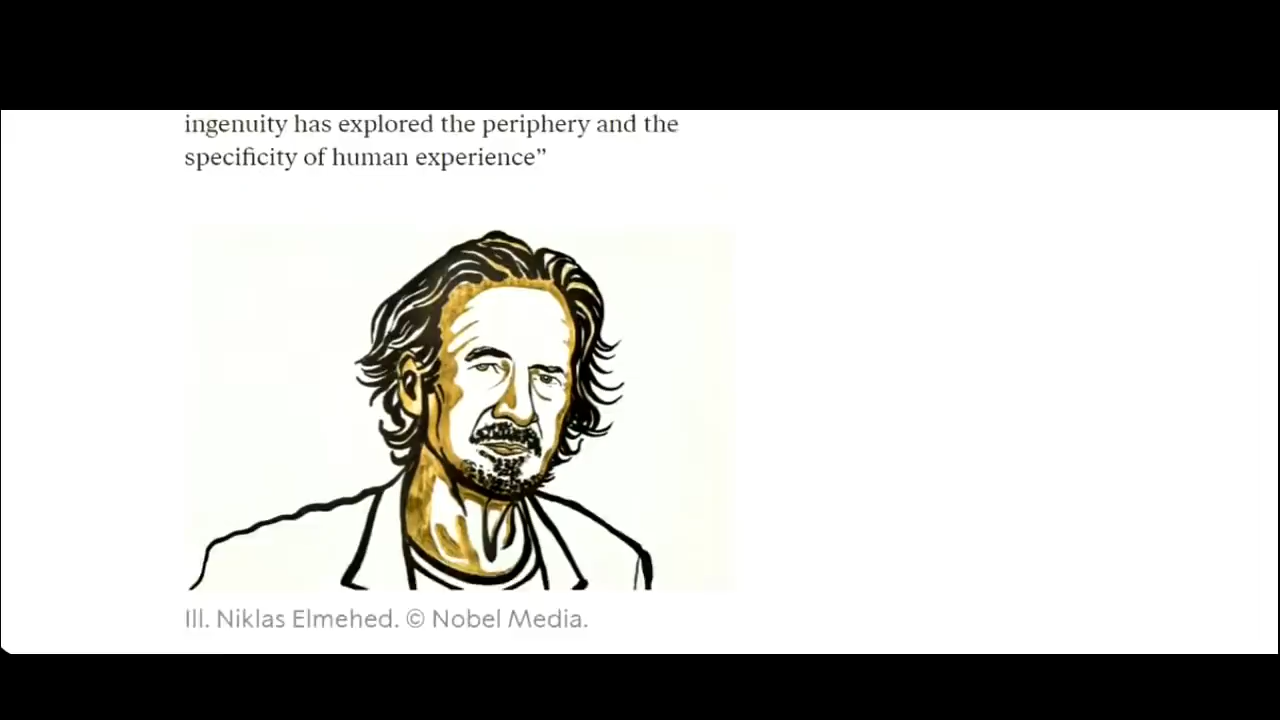 ingenuity has explored the periphery and the
specificity of human experience”
Ill. Niklas Elmehed. © Nobel Media.